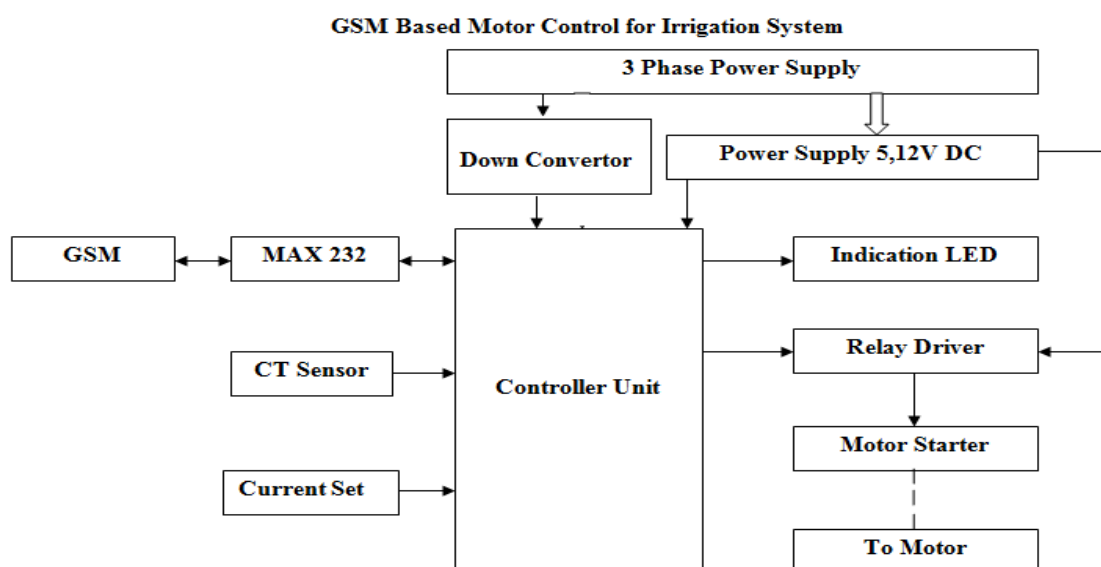 GSM Based Motor Control for Irrigation System
3 Phase Power Supply
Down Convertor
Power Supply 5,12V DC
GSM
MAX 232
Indication LED
Relay Driver
CT Sensor
Controller Unit
Motor Starter
Current Set
To Motor